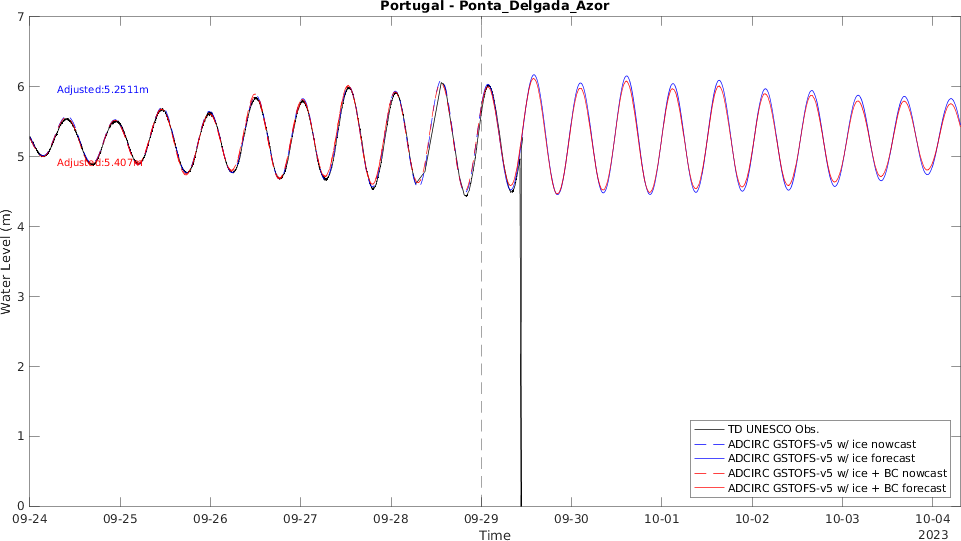 Portugal - Ponta_Delgada_Azor
7
6
5
4
3
2
1
0
Water Level (m)
Adjusted:5.2511m
Adjusted:5.407m
TD UNESCO Obs.
ADCIRC GSTOFS-v5 w/ ice nowcast
ADCIRC GSTOFS-v5 w/ ice forecast
ADCIRC GSTOFS-v5 w/ ice + BC nowcast
ADCIRC GSTOFS-v5 w/ ice + BC forecast
09-24 09-25 09-26 09-27 09-28 09-29 09-30 10-01 10-02 10-03 10-04
Time
2023